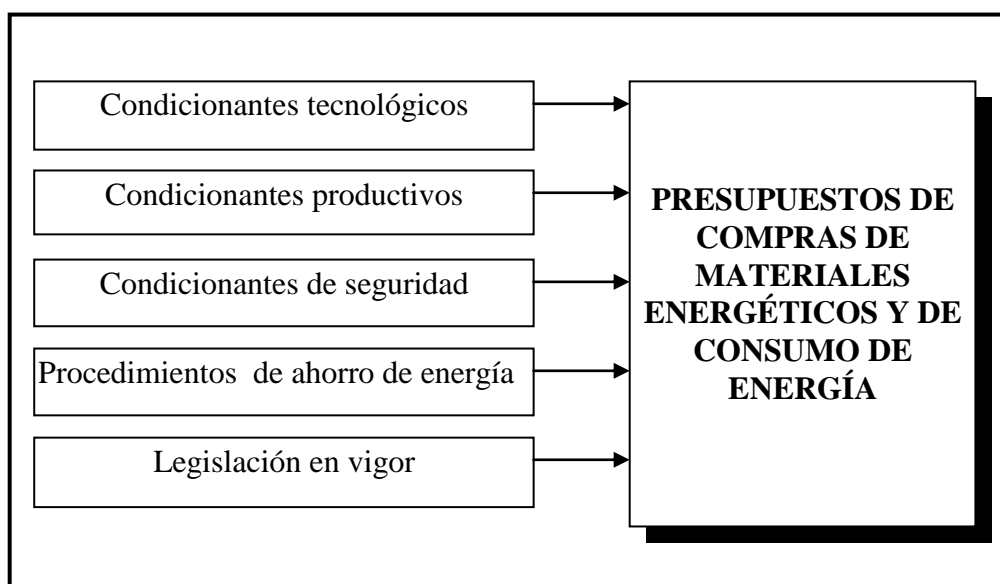 Condicionantes tecnológicos
Condicionantes productivos
Condicionantes de seguridad
Procedimientos de ahorro de energía
Legislación en vigor
PRESUPUESTOS DE
COMPRAS DE
MATERIALES
ENERGÉTICOS Y DE
CONSUMO DE
ENERGÍA